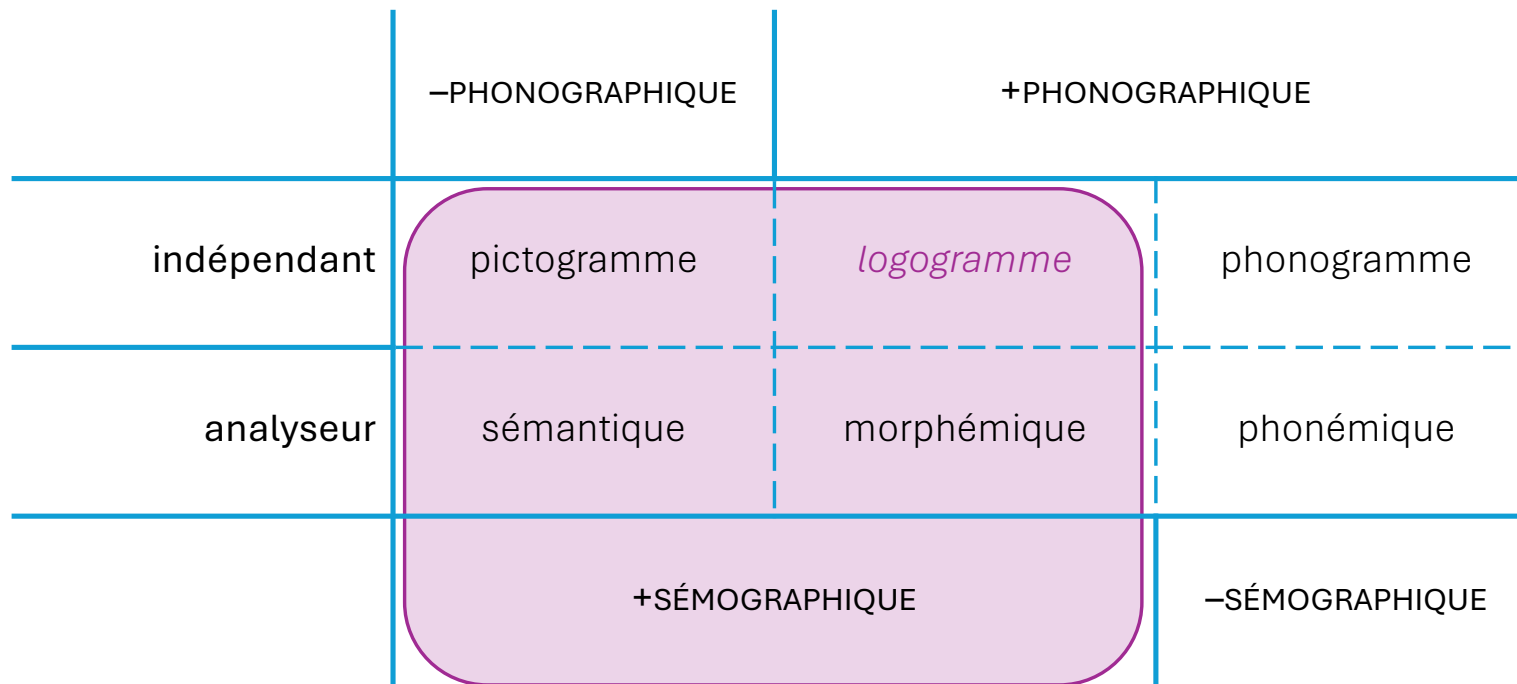 –PHONOGRAPHIQUE +PHONOGRAPHIQUE
indépendant pictogramme logogramme phonogramme
analyseur sémantique morphémique phonémique
+SÉMOGRAPHIQUE –SÉMOGRAPHIQUE